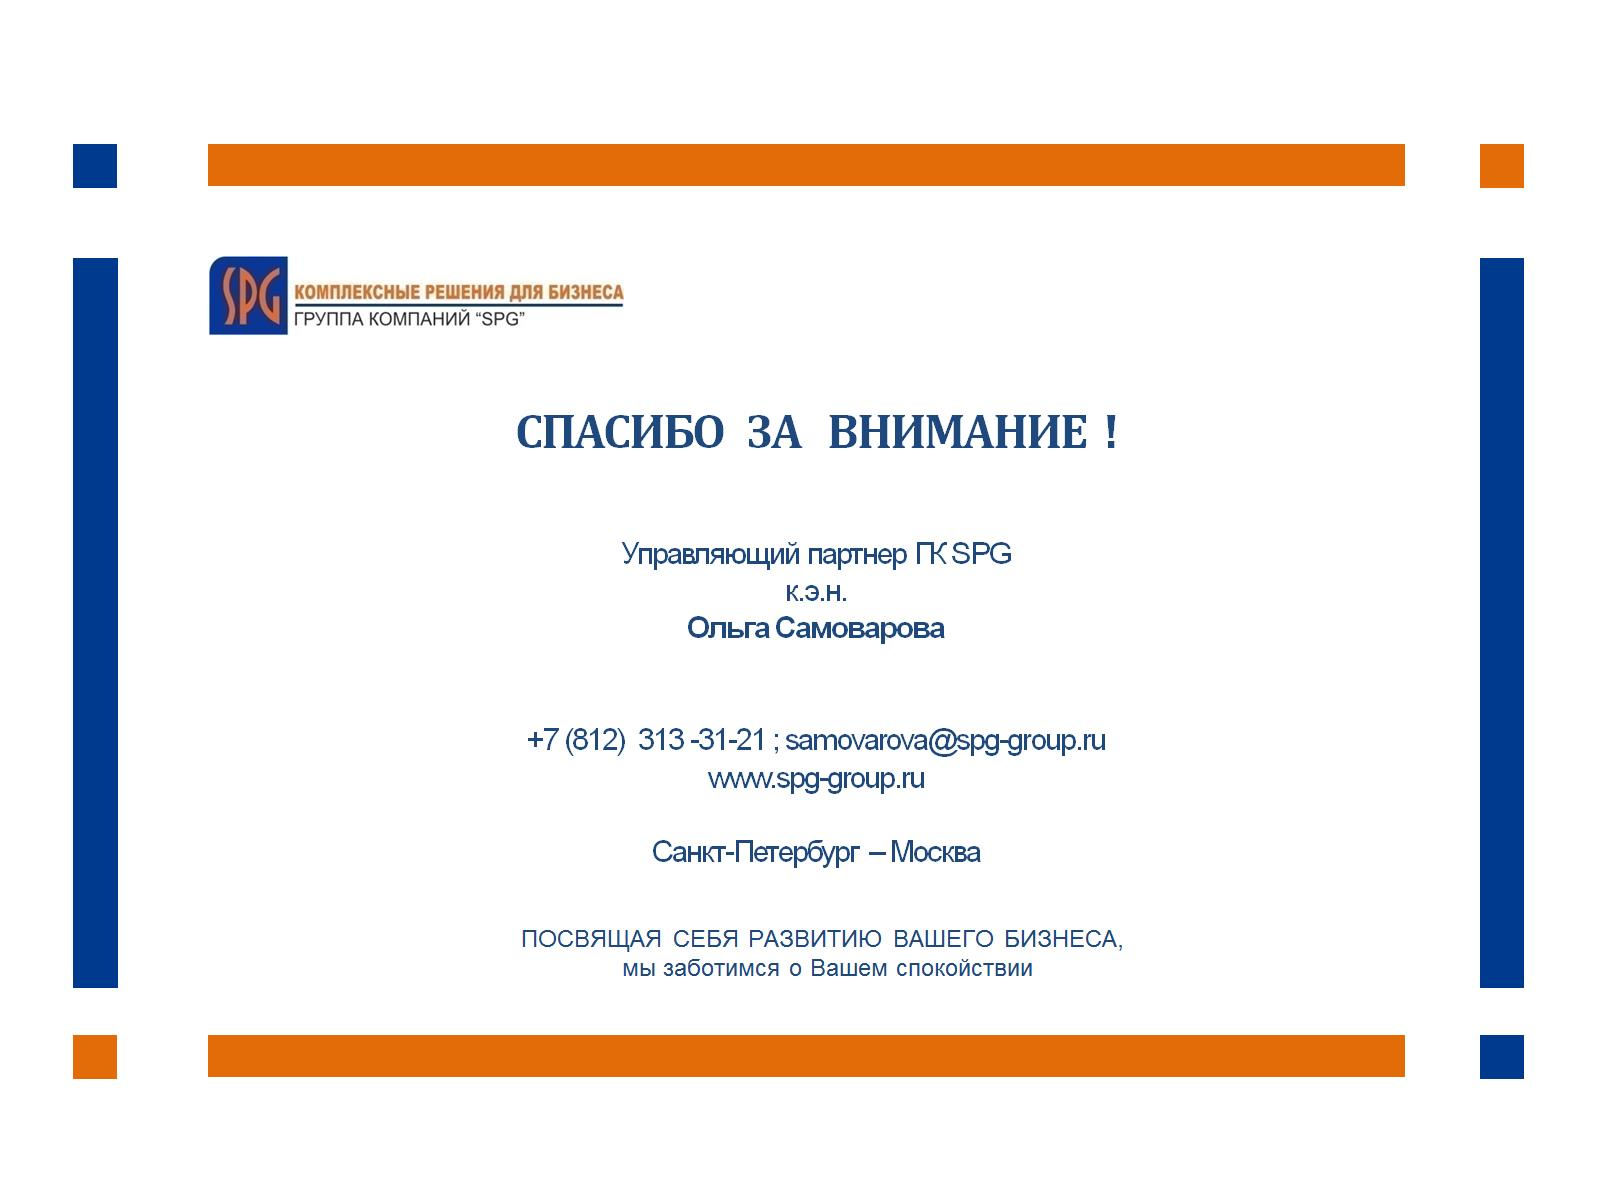 SPG
КОМПЛЕКСНЫЕ РЕШЕНИЯ ДЛЯ БИЗНЕСА
ГРУППА КОМПАНИЙ “SPG”
СПАСИБО ЗА ВНИМАНИЕ !
Управляющий партнер ГК SPG
к.э.н.
Ольга Самоварова
+7 (812) 313 -31-21 ; samovarova@spg-group.ru
www.spg-group.ru
Санкт-Петербург – Москва
ПОСВЯЩАЯ СЕБЯ РАЗВИТИЮ ВАШЕГО БИЗНЕСА,
мы заботимся о Вашем спокойствии